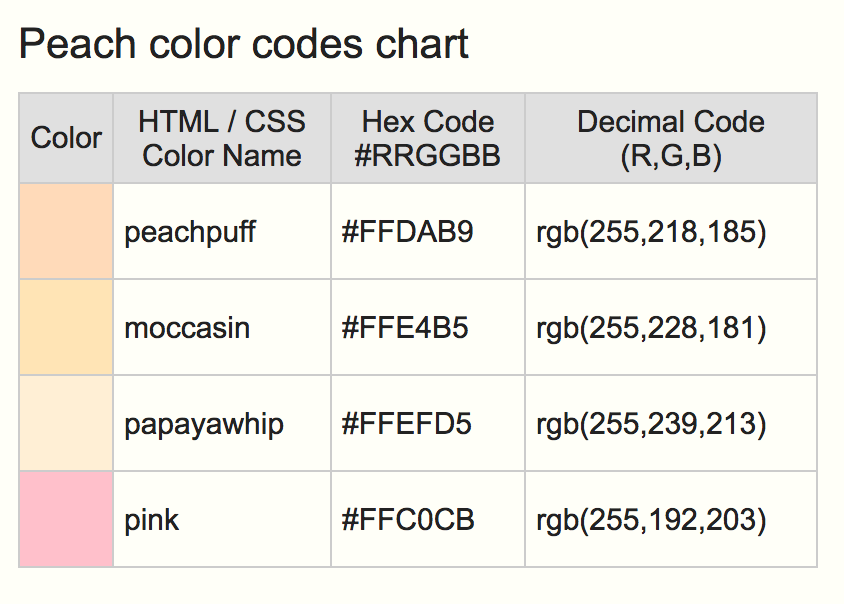 Peach color codes chart
Color
HTML / CSS
Color Name
Hex Code
#RRGGBB
Decimal Code
(R,G,B)
peachpuff #FFDAB9 rgb(255,218,185)
moccasin #FFE4B5 rgb(255,228,181)
papayawhip #FFEFD5 rgb(255,239,213)
pink #FFC0CB rgb(255,192,203)